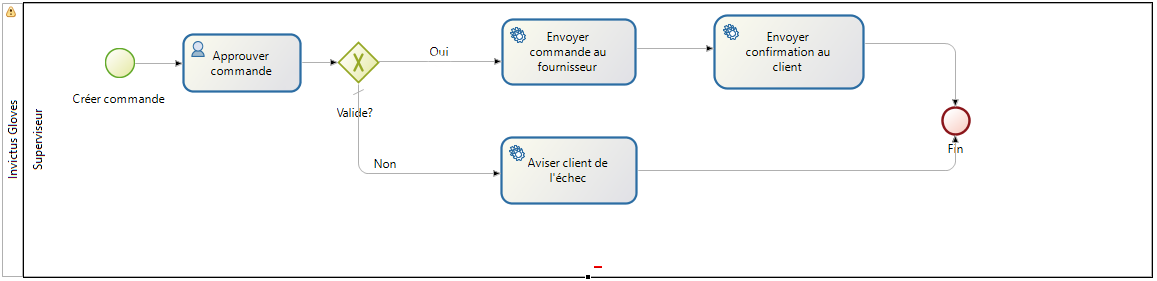 Invictus Gloves
Superviseur
Créer commande
Approuver
commande
Valide?
Oui
Non
Envoyer
commande au
fournisseur
Envoyer
confirmation au
client
Aviser client de
l'échec
Fin